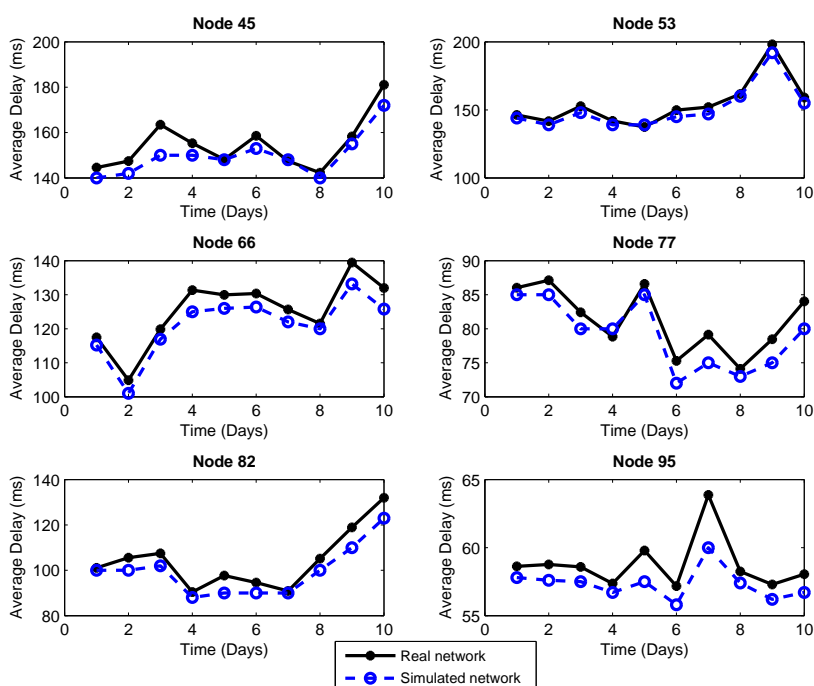 Node 45
200
180
160
140
0 2 4 6 8 10
Time (Days)
Average Delay (ms)
Node 53
200
150
100
0 2 4 6 8 10
Time (Days)
Average Delay (ms)
Node 66
140
130
120
110
100
0 2 4 6 8 10
Time (Days)
Average Delay (ms)
Node 77
90
85
80
75
70
0 2 4 6 8 10
Time (Days)
Average Delay (ms)
Node 82
140
120
100
80
0 2 4 6 8 10
Time (Days)
Average Delay (ms)
Node 95
65
60
55
0 2 4 6 8 10
Time (Days)
Average Delay (ms)
Real network
Simulated network